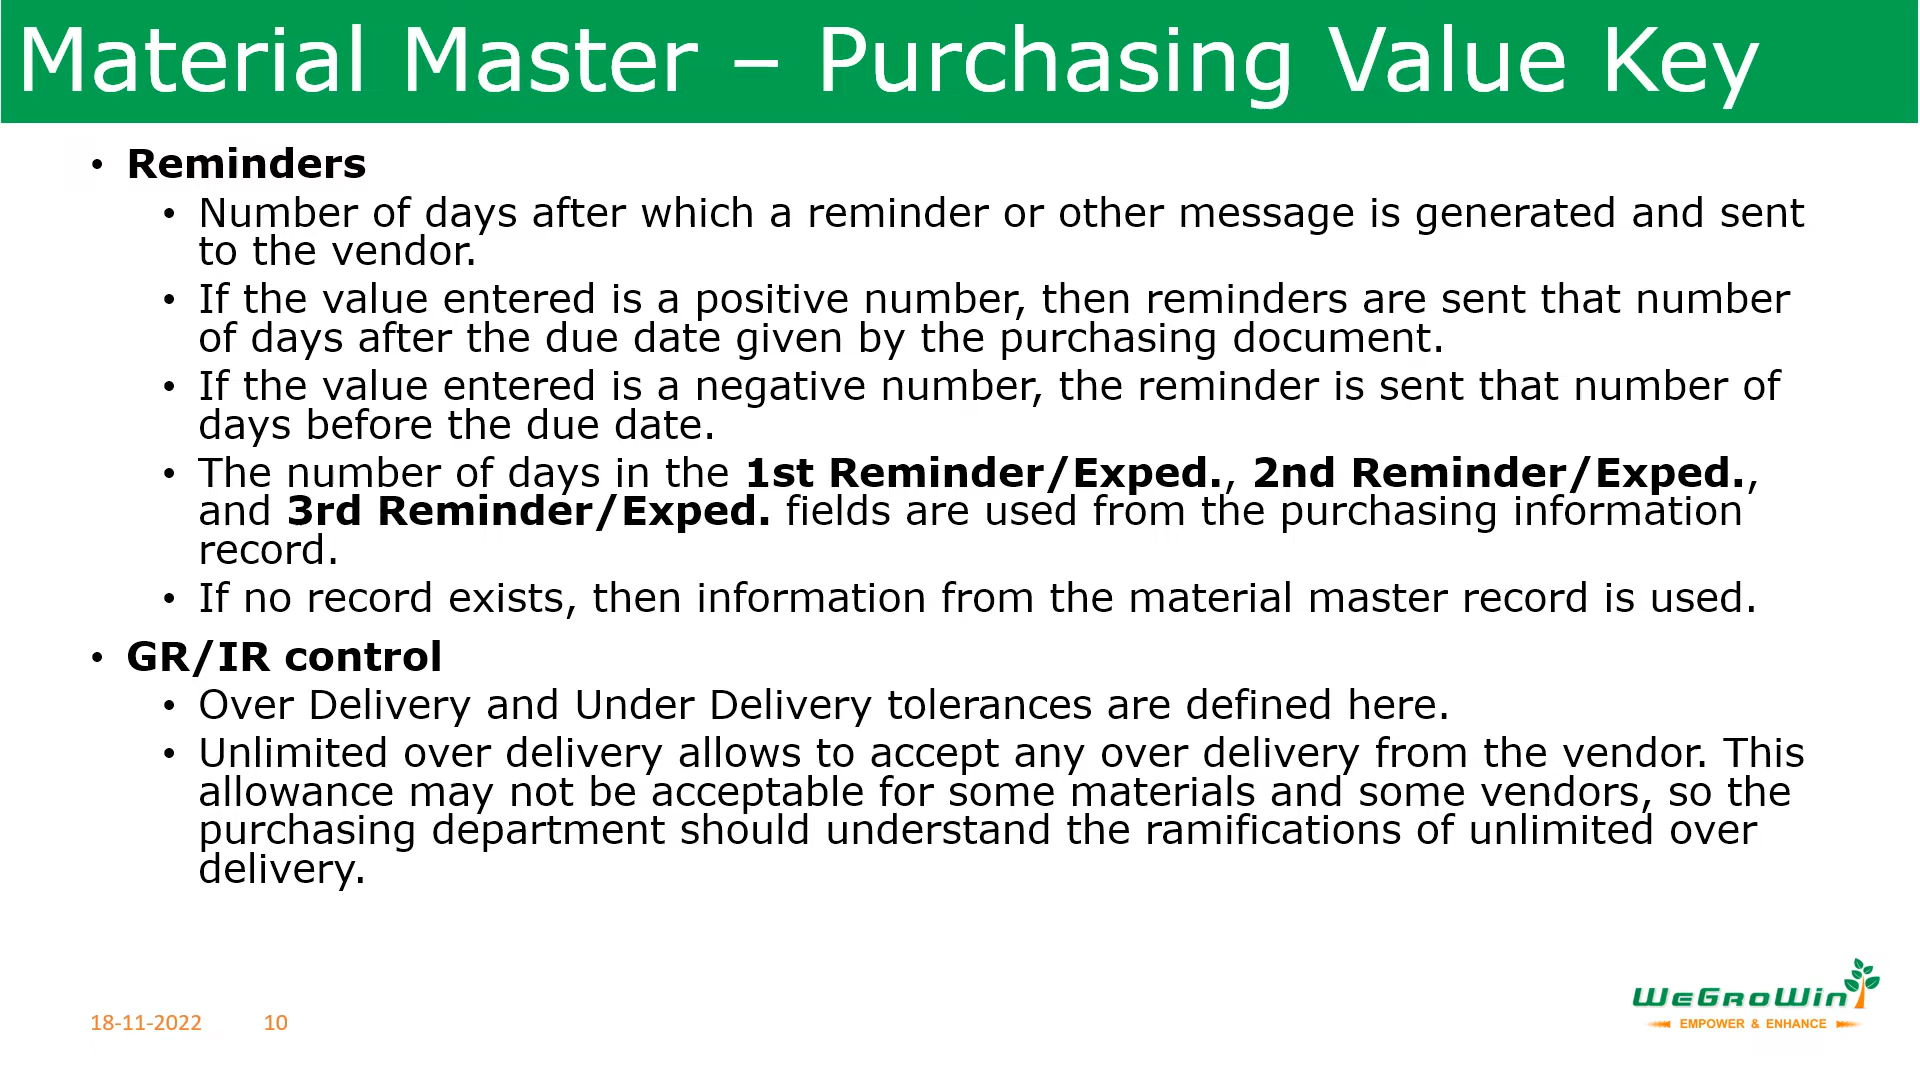 Material Master – Purchasing Value Key
• Reminders
• Number of days after which a reminder or other message is generated and sent
to the vendor.
• If the value entered is a positive number, then reminders are sent that number
of days after the due date given by the purchasing document.
• If the value entered is a negative number, the reminder is sent that number of
days before the due date.
• The number of days in the 1st Reminder/Exped., 2nd Reminder/Exped.,
and 3rd Reminder/Exped. fields are used from the purchasing information
record.
• If no record exists, then information from the material master record is used.
• GR/IR control
• Over Delivery and Under Delivery tolerances are defined here.
• Unlimited over delivery allows to accept any over delivery from the vendor. This
allowance may not be acceptable for some materials and some vendors, so the
purchasing department should understand the ramifications of unlimited over
delivery.
WeGroWin
EMPOWER & ENHANCE
18-11-2022 10